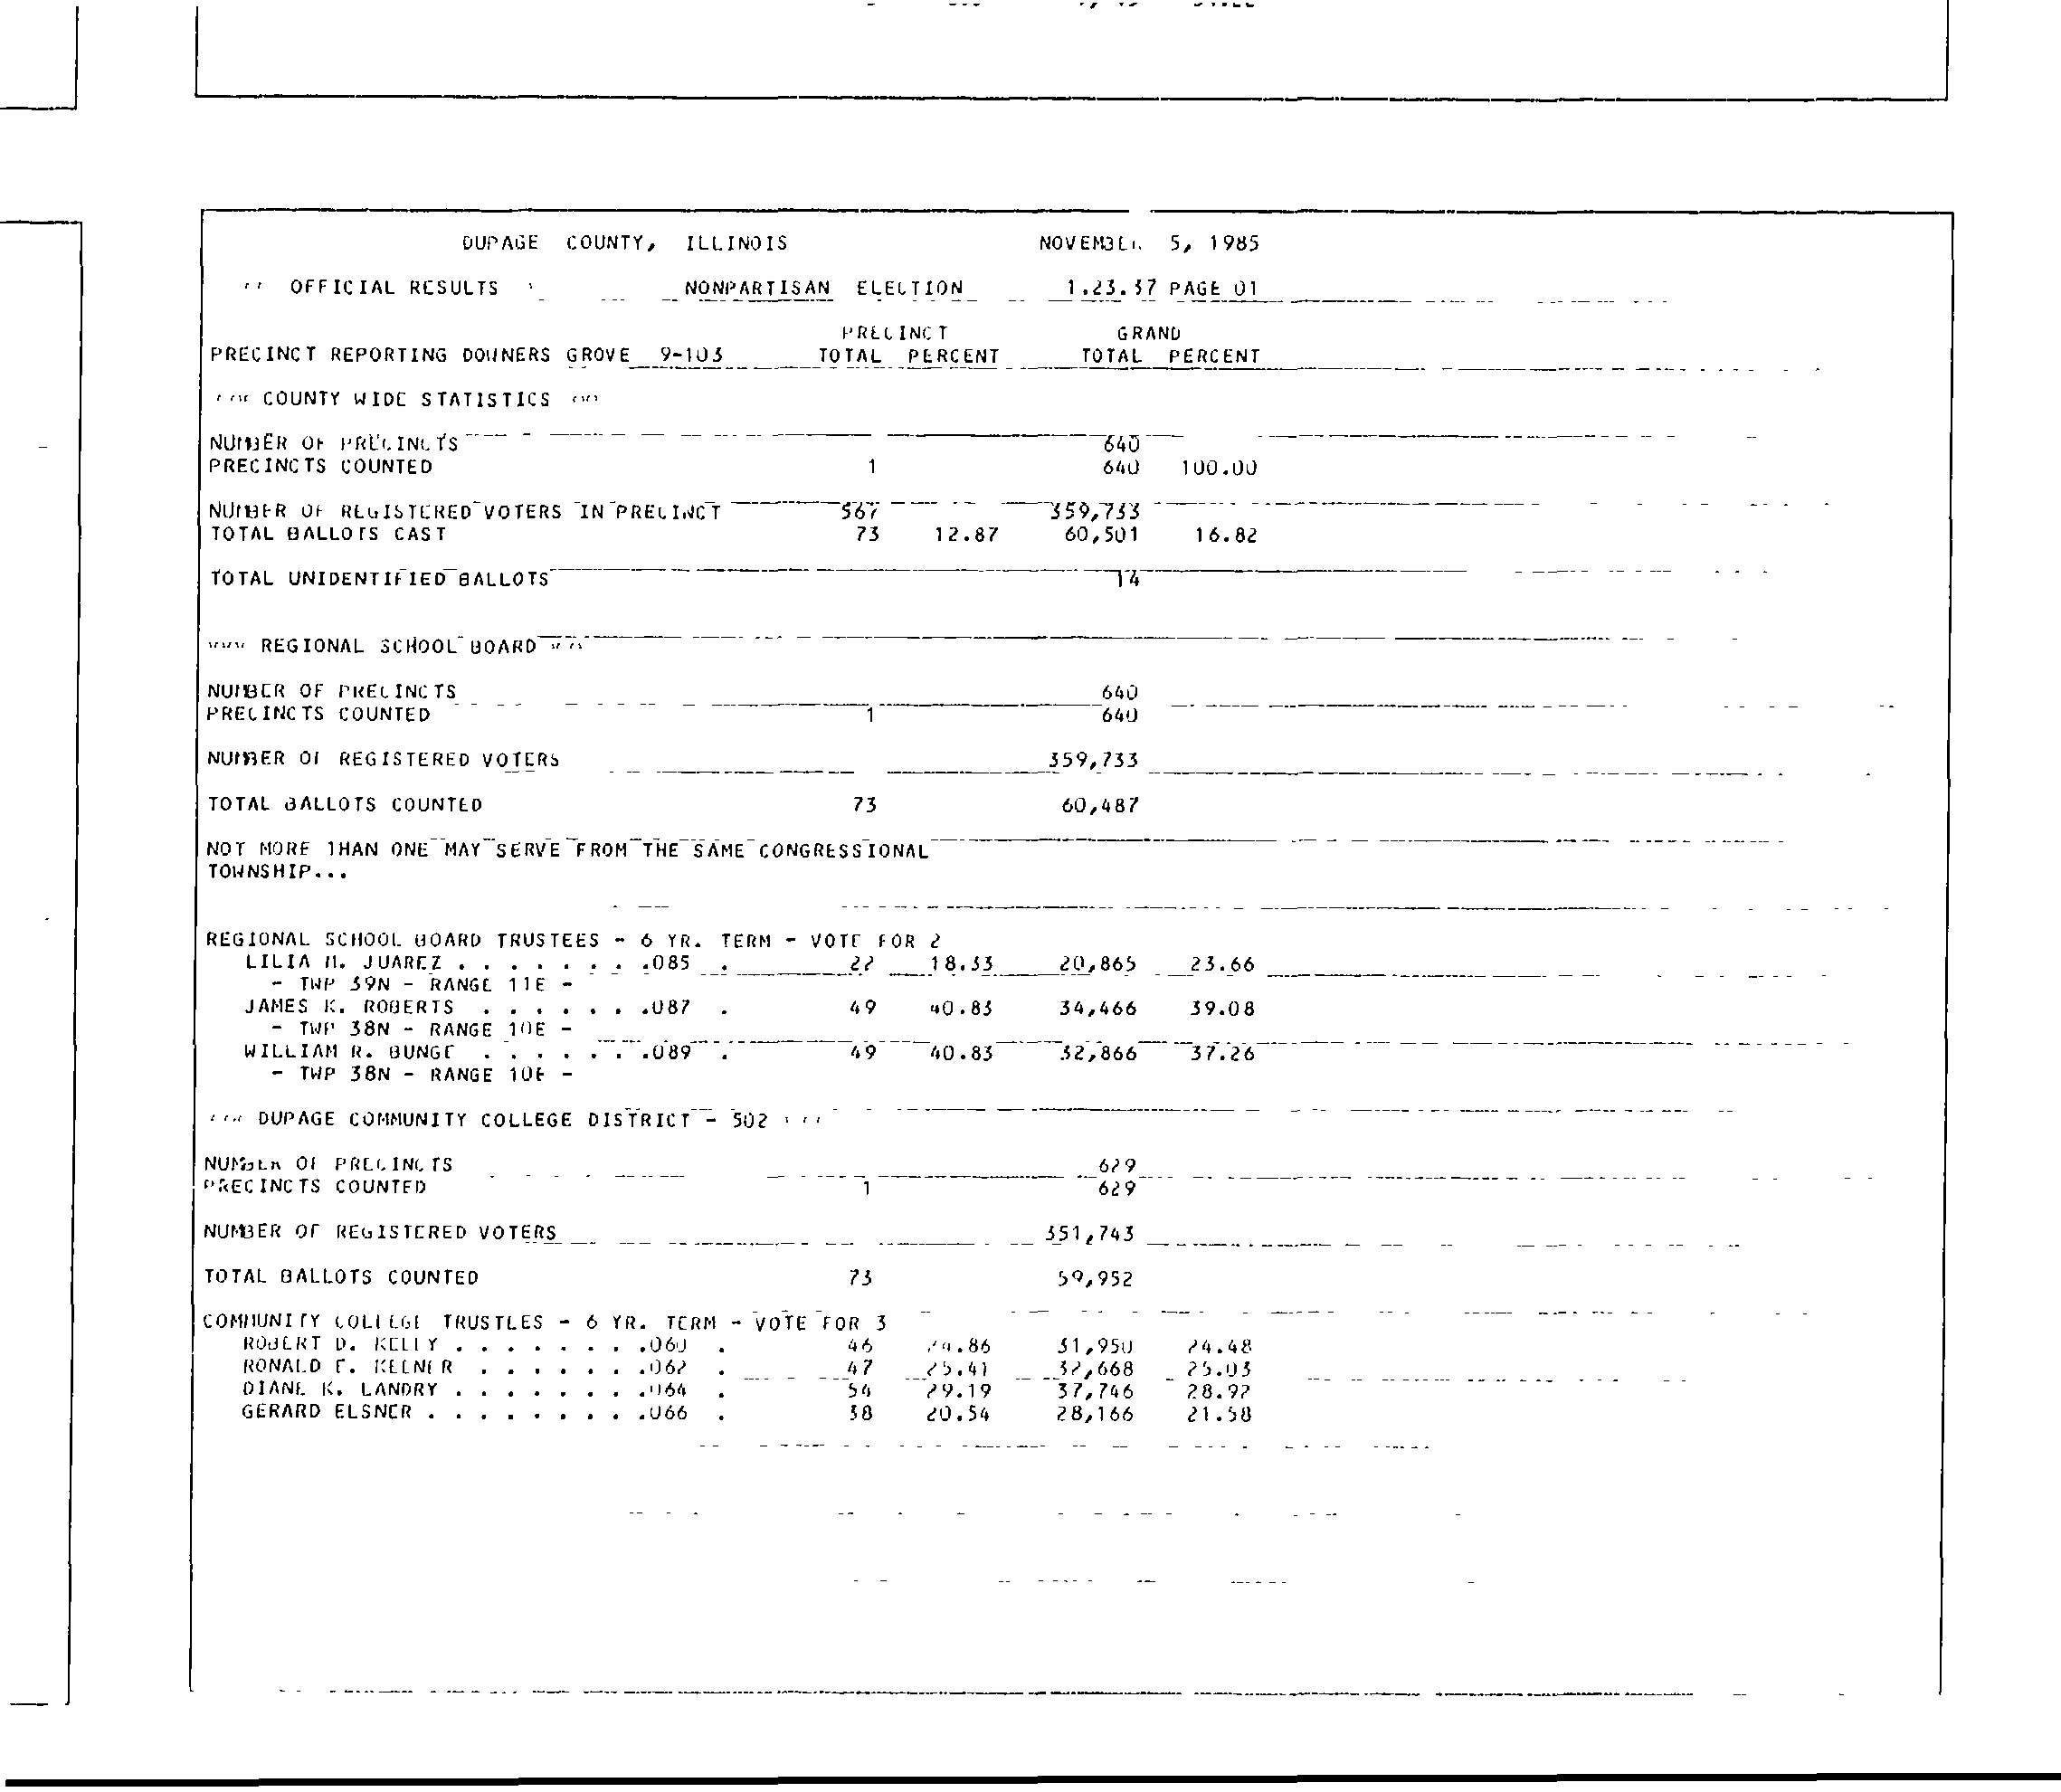 DUPAGE COUNTY, ILLINOIS NOVEMBER 5, 1985
OFFICIAL RESULTS NONPARTISAN ELECTION 1.23.37 PAGE 01
PRECINCT GRAND
PRECINCT REPORTING DOWNERS GROVE 9-103 TOTAL PERCENT TOTAL PERCENT
COUNTY WIDE STATISTICS
NUMBER OF PRECINCTS 640
PRECINCTS COUNTED 1 640 100.00
NUMBER OF REGISTERED VOTERS IN PRECINCT 567 359,733
TOTAL BALLOTS CAST 73 12.87 60,501 16.82
TOTAL UNIDENTIFIED BALLOTS 14
REGIONAL SCHOOL BOARD
NUMBER OF PRECINCTS 640
PRECINCTS COUNTED 1 640
NUMBER OF REGISTERED VOTERS 359,733
TOTAL BALLOTS COUNTED 73 60,487
NOT MORE THAN ONE MAY SERVE FROM THE SAME CONGRESSIONAL
TOWNSHIP...
REGIONAL SCHOOL BOARD TRUSTEES - 6 YR. TERM - VOTE FOR 2
LILIA M. JUAREZ . . . . . . . .085 . 22 18.33 20,865 23.66
- TWP 39N - RANGE 11E -
JAMES K. ROBERTS . . . . . . .087 . 49 40.83 34,466 39.08
- TWP 38N - RANGE 10E -
WILLIAM R. BUNGE . . . . . . .089 . 49 40.83 32,866 37.26
- TWP 38N - RANGE 10E -
DUPAGE COMMUNITY COLLEGE DISTRICT - 502
NUMBER OF PRECINCTS 629
PRECINCTS COUNTED 1 629
NUMBER OF REGISTERED VOTERS 351,743
TOTAL BALLOTS COUNTED 73 59,952
COMMUNITY COLLEGE TRUSTEES - 6 YR. TERM - VOTE FOR 3
ROBERT D. KELLY . . . . . . . .060 . 46 24.86 31,950 24.48
RONALD E. KELNER . . . . . . .062 . 47 25.41 32,668 25.03
DIANE K. LANDRY . . . . . . . .064 . 54 29.19 37,746 28.92
GERARD ELSNER . . . . . . . . .066 . 38 20.54 28,166 21.58